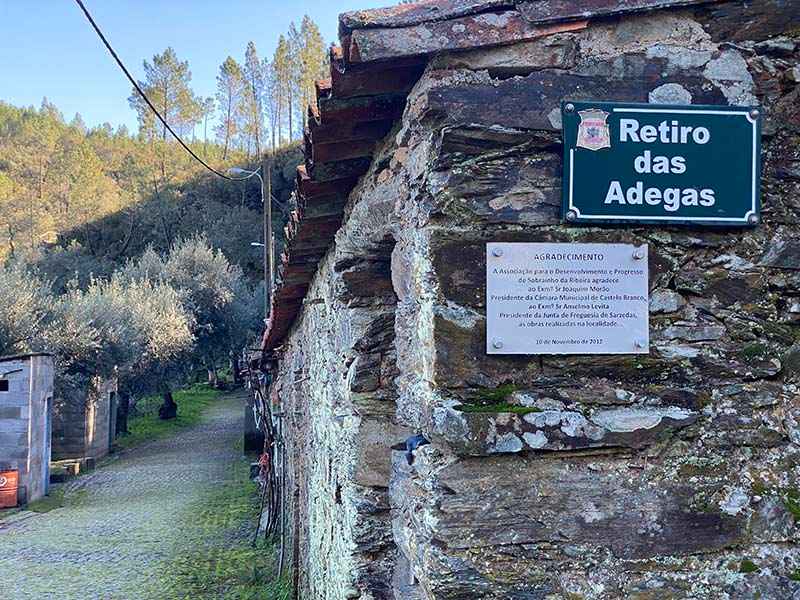 Retiro
das
Adegas
AGRADECIMENTO
A Associação para o Desenvolvimento e Progresso
de Sobrainho da Ribeira agradece
ao Exmº Sr Joaquim Morão
Presidente da Câmara Municipal de Castelo Branco,
ao Exmº Sr Anselmo Levita
Presidente da Junta de Freguesia de Sarzedas,
as obras realizadas na localidade.
10 de Novembro de 2012